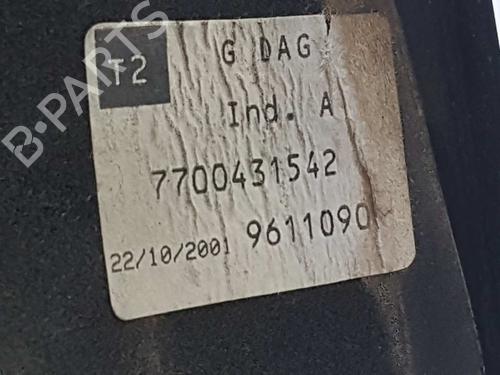 B-PARTS
T2
G DAG
Ind. A
7700431542
22/10/2001 9611090